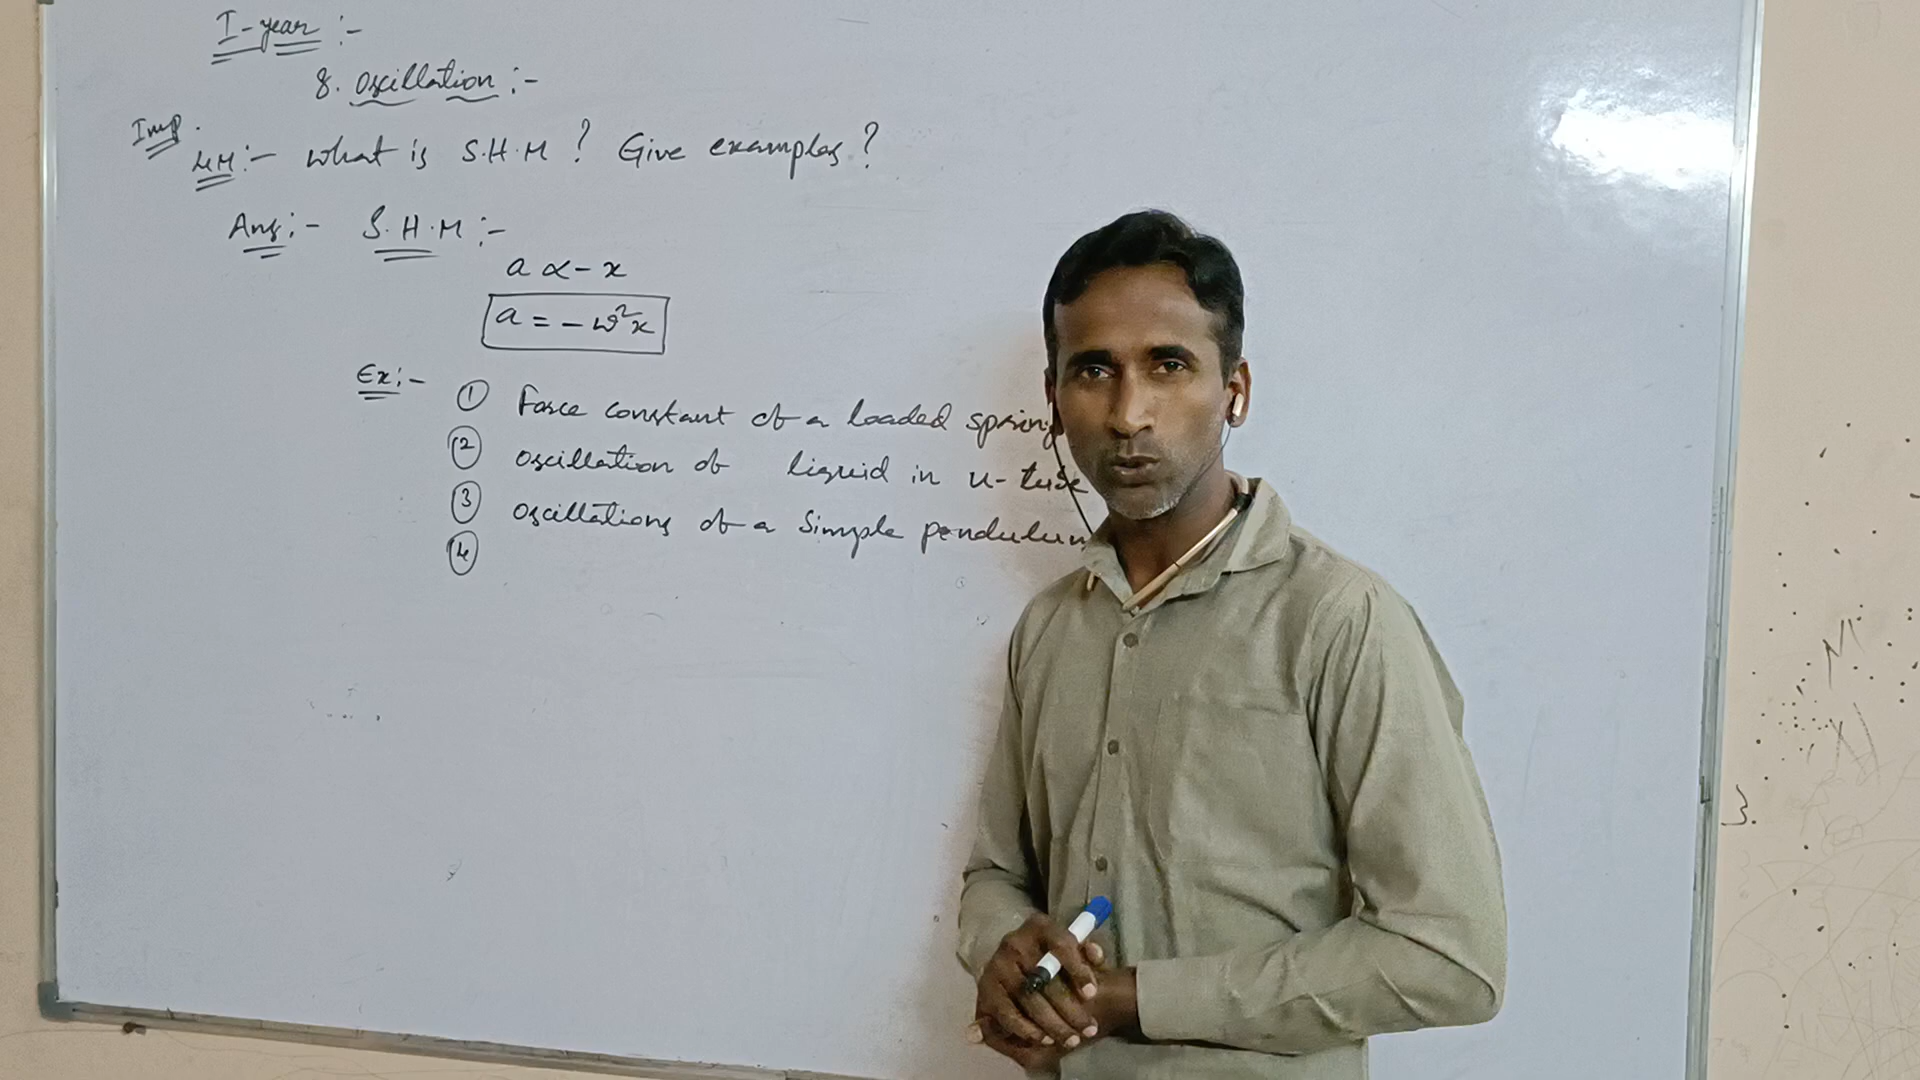 I-year :-
8. Oscillation :-
Imp.
4M :- What is S.H.M ? Give examples ?
Ans :- S.H.M :-
a ∝ - x
a = - ω²x
Ex :- ① Force constant of a loaded spring
② oscillation of liquid in u-tube
③ oscillations of a Simple pendulum
④